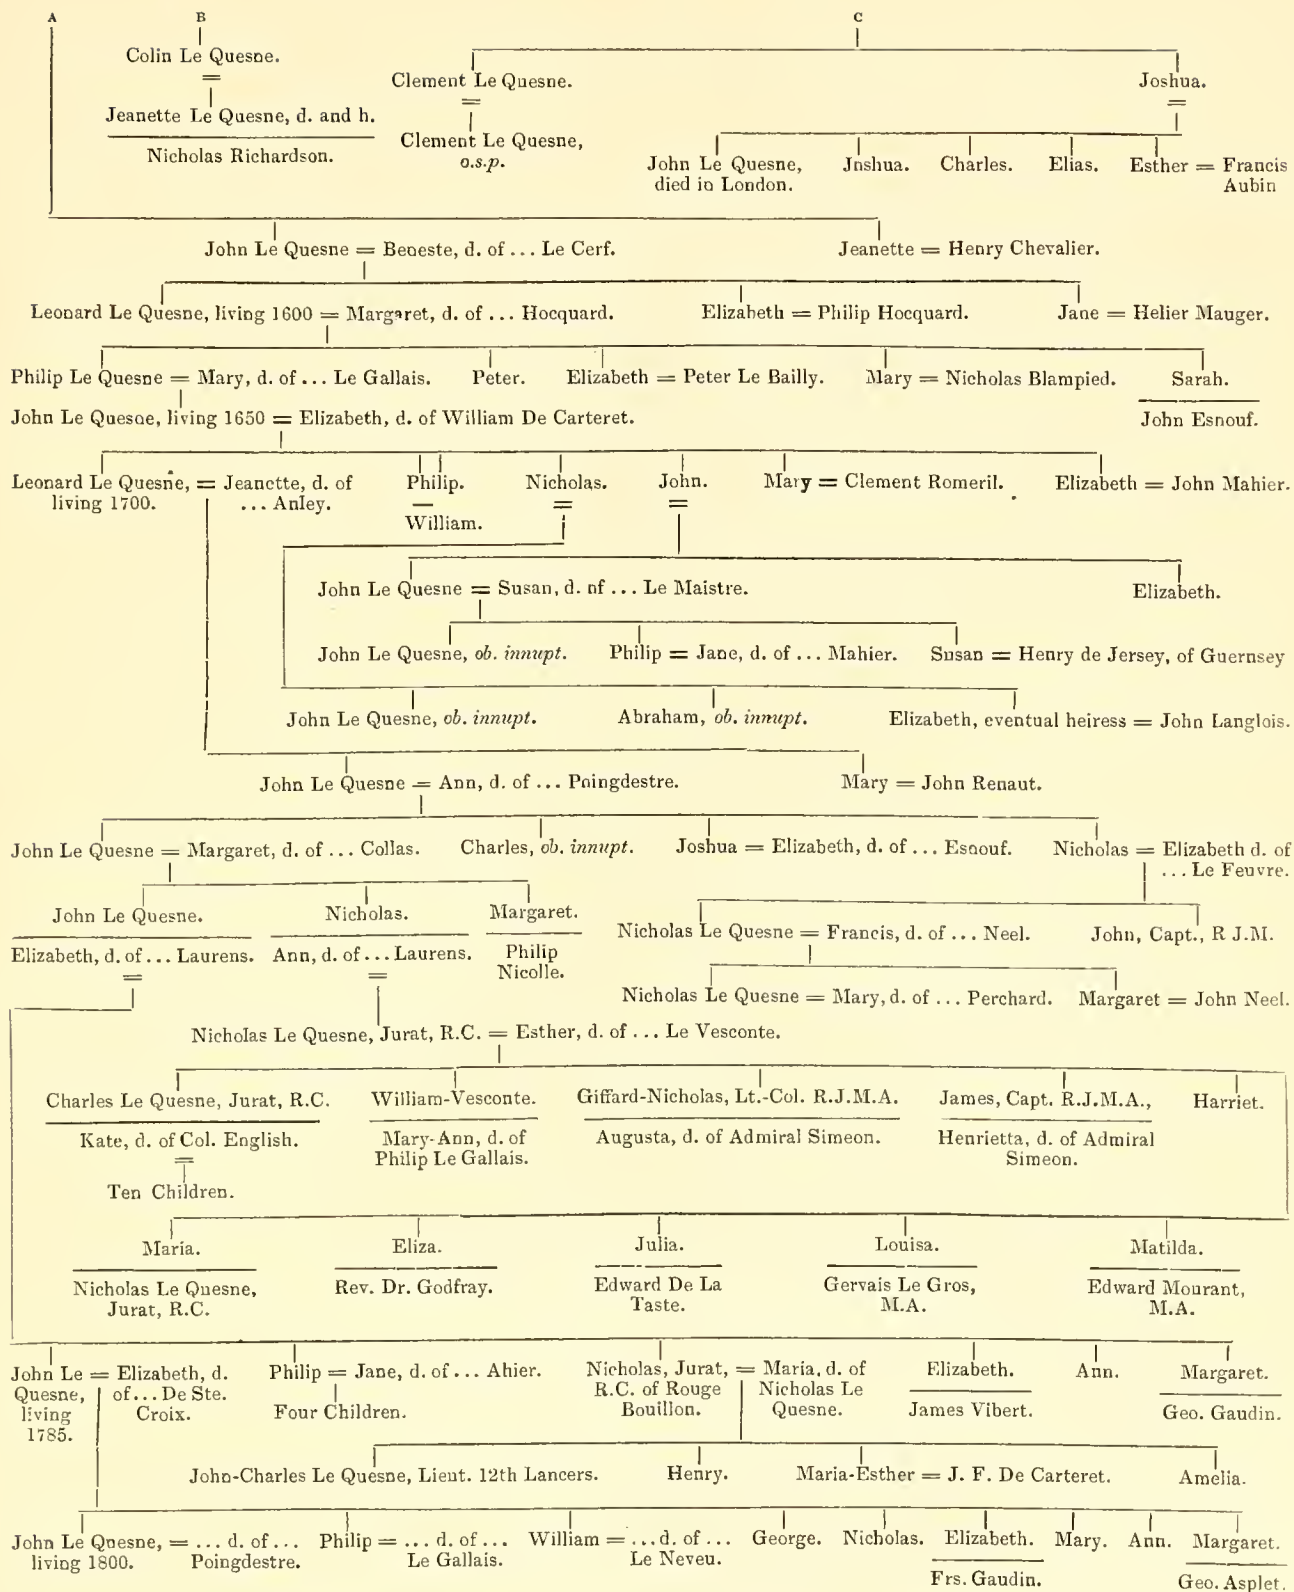 A B C
Colin Le Quesne.
Clement Le Quesne. Joshua.
=
Jeanette Le Quesne, d. and h.
Nicholas Richardson.
Clement Le Quesne,
o.s.p.
John Le Quesne, Jnshua. Charles. Elias. Esther = Francis
died in London. Aubin
John Le Quesne = Beneste, d. of ... Le Cerf. Jeanette = Henry Chevalier.
Leonard Le Quesne, living 1600 = Margaret, d. of ... Hocquard. Elizabeth = Philip Hocquard. Jane = Helier Mauger.
Philip Le Quesne = Mary, d. of ... Le Gallais. Peter. Elizabeth = Peter Le Bailly. Mary = Nicholas Blampied. Sarah.
John Le Quesne, living 1650 = Elizabeth, d. of William De Carteret. John Esnouf.
Leonard Le Quesne, = Jeanette, d. of Philip. Nicholas. John. Mary = Clement Romeril. Elizabeth = John Mahier.
living 1700. ... Anley. William.
John Le Quesne = Susan, d. nf ... Le Maistre. Elizabeth.
John Le Quesne, ob. innupt. Philip = Jane, d. of ... Mahier. Susan = Henry de Jersey, of Guernsey
John Le Quesne, ob. innupt. Abraham, ob. innupt. Elizabeth, eventual heiress = John Langlois.
John Le Quesne = Ann, d. of ... Pningdestre. Mary = John Renaut.
John Le Quesne = Margaret, d. of ... Collas. Charles, ob. innupt. Joshua = Elizabeth, d. of ... Esnouf. Nicholas = Elizabeth d. of
... Le Feuvre.
John Le Quesne. Nicholas. Margaret.
Elizabeth, d. of ... Laurens. Ann, d. of ... Laurens. Philip
Nicolle.
Nicholas Le Quesne = Francis, d. of ... Neel. John, Capt., R J.M.
Nicholas Le Quesne = Mary, d. of ... Perchard. Margaret = John Neel.
Nicholas Le Quesne, Jurat, R.C. = Esther, d. of ... Le Vesconte.
Charles Le Quesne, Jurat, R.C. William-Vesconte. Giffard-Nicholas, Lt.-Col. R.J.M.A. James, Capt. R.J.M.A., Harriet.
Kate, d. of Col. English. Mary-Ann, d. of Augusta, d. of Admiral Simeon. Henrietta, d. of Admiral
Philip Le Gallais. Simeon.
Ten Children.
Maria. Eliza. Julia. Louisa. Matilda.
Nicholas Le Quesne, Rev. Dr. Godfray. Edward De La Gervais Le Gros, Edward Mourant,
Jurat, R.C. Taste. M.A. M.A.
John Le = Elizabeth, d. Philip = Jane, d. of ... Ahier. Nicholas, Jurat, = Maria, d. of Elizabeth. Ann. Margaret.
Quesne, of ... De Ste. R.C. of Rouge Nicholas Le
living Croix. Four Children. Bouillon. Quesne. James Vibert. Geo. Gaudin.
1785.
John-Charles Le Quesne, Lieut. 12th Lancers. Henry. Maria-Esther = J. F. De Carteret. Amelia.
John Le Quesne, = ... d. of ... Philip = ... d. of ... William = ... d. of ... George. Nicholas. Elizabeth. Mary. Ann. Margaret.
living 1800. Poingdestre. Le Gallais. Le Neveu.
Frs. Gaudin. Geo. Asplet.